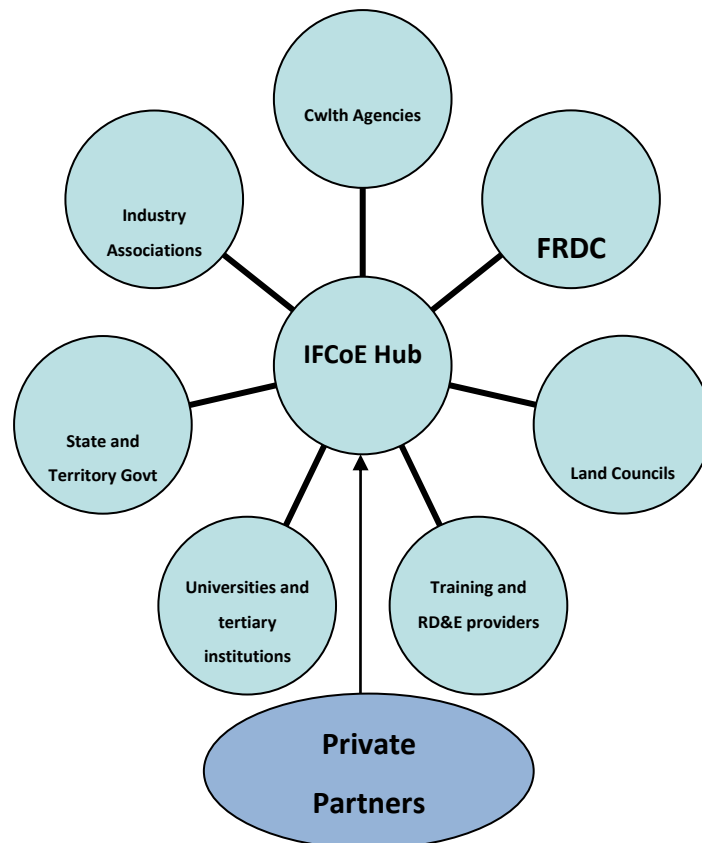 Cwlth Agencies
Industry
Associations
FRDC
IFCoE Hub
State and
Territory Govt
Land Councils
Universities and
tertiary
institutions
Training and
RD&E providers
Private
Partners